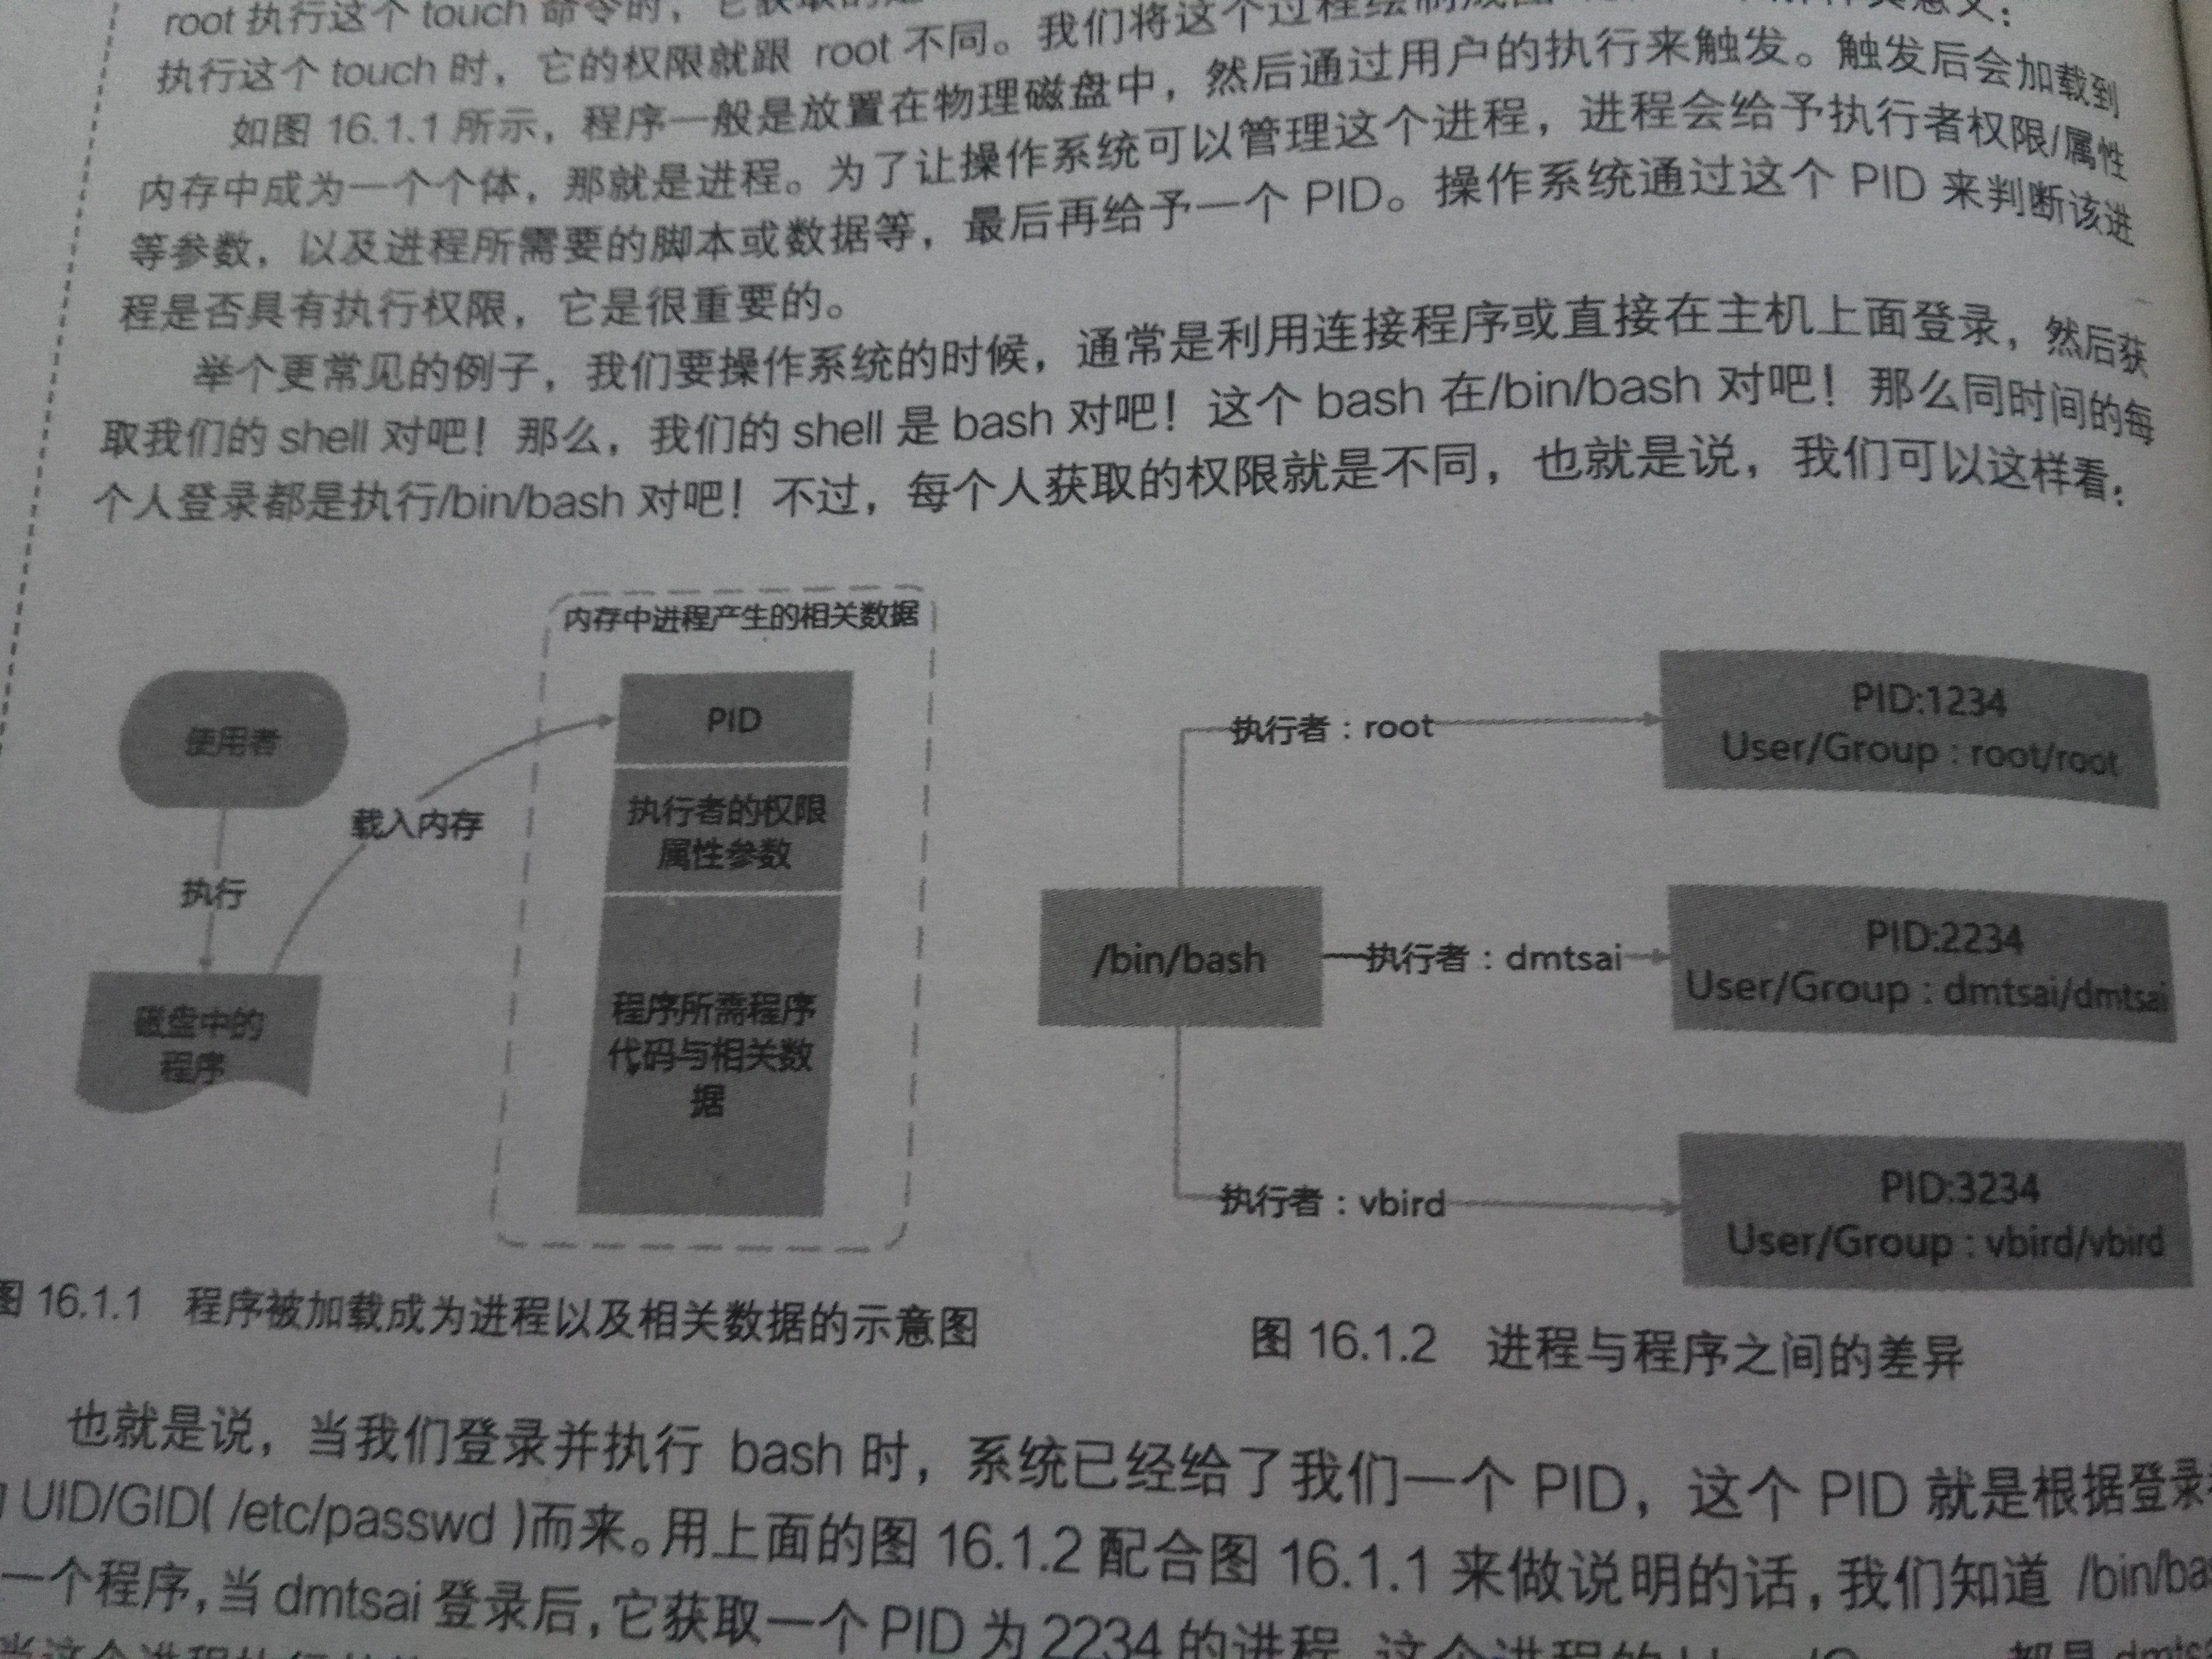 root 执行这个 touch 命令时，它获取的是
执行这个 touch 时，它的权限就跟 root 不同。我们将这个过程绘制成图
如图 16.1.1 所示，程序一般是放置在物理磁盘中，然后通过用户的执行来触发。触发后会加载到
内存中成为一个个体，那就是进程。为了让操作系统可以管理这个进程，进程会给予执行者权限/属性
等参数，以及进程所需要的脚本或数据等，最后再给予一个 PID。操作系统通过这个 PID 来判断该进
程是否具有执行权限，它是很重要的。
举个更常见的例子，我们要操作系统的时候，通常是利用连接程序或直接在主机上面登录，然后获
取我们的 shell 对吧！那么，我们的 shell 是 bash 对吧！这个 bash 在/bin/bash 对吧！那么同时间的每
个人登录都是执行/bin/bash 对吧！不过，每个人获取的权限就是不同，也就是说，我们可以这样看：
内存中进程产生的相关数据
使用者
执行
磁盘中的
程序
载入内存
PID
执行者的权限
属性参数
程序所需程序
代码与相关数
据
图 16.1.1 程序被加载成为进程以及相关数据的示意图
/bin/bash
执行者：root
PID:1234
User/Group : root/root
执行者：dmtsai
PID:2234
User/Group : dmtsai/dmtsai
执行者：vbird
PID:3234
User/Group : vbird/vbird
图 16.1.2 进程与程序之间的差异
也就是说，当我们登录并执行 bash 时，系统已经给了我们一个 PID，这个 PID 就是根据登录
UID/GID( /etc/passwd )而来。用上面的图 16.1.2 配合图 16.1.1 来做说明的话，我们知道 /bin/bas
一个程序，当 dmtsai 登录后，它获取一个 PID 为 2234 的进程